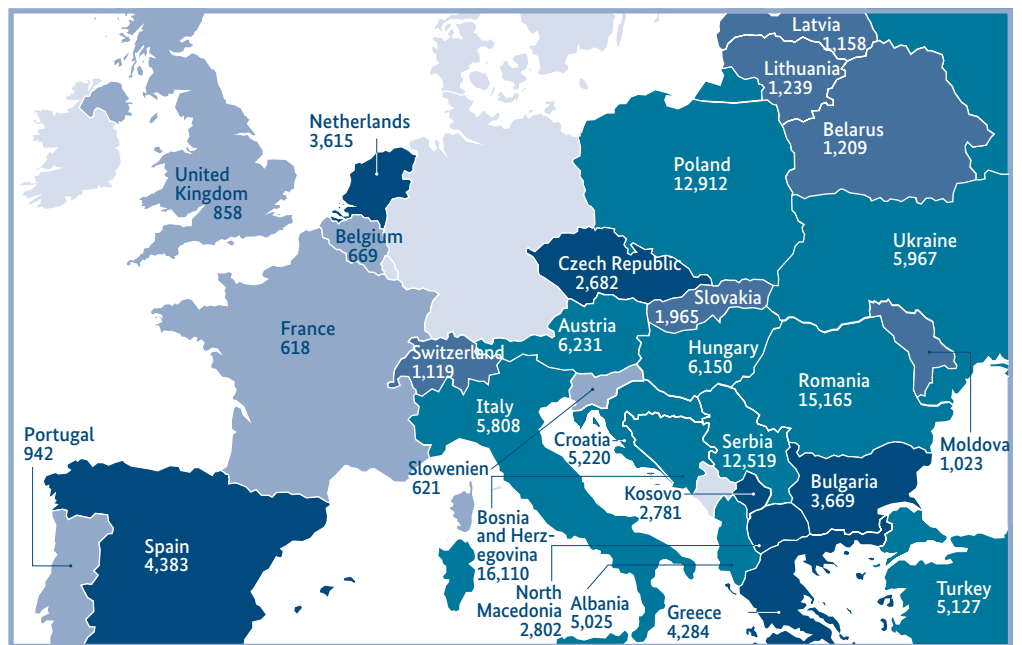 Latvia
1,158
Lithuania
1,239
Belarus
1,209
Netherlands
3,615
Poland
12,912
United
Kingdom
858
Belgium
669
Ukraine
5,967
Czech Republic
2,682
Slovakia
1,965
France
618
Austria
6,231
Switzerland
1,119
Hungary
6,150
Romania
15,165
Italy
5,808
Portugal
942
Croatia
5,220
Serbia
12,519
Moldova
1,023
Slowenien
621
Kosovo
2,781
Bulgaria
3,669
Bosnia
and Herz-
egovina
16,110
Spain
4,383
North
Macedonia
2,802
Albania
5,025
Greece
4,284
Turkey
5,127